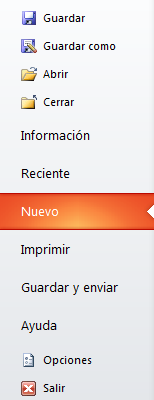 Guardar
Guardar como
Abrir
Cerrar
Información
Reciente
Nuevo
Imprimir
Guardar y enviar
Ayuda
Opciones
Salir